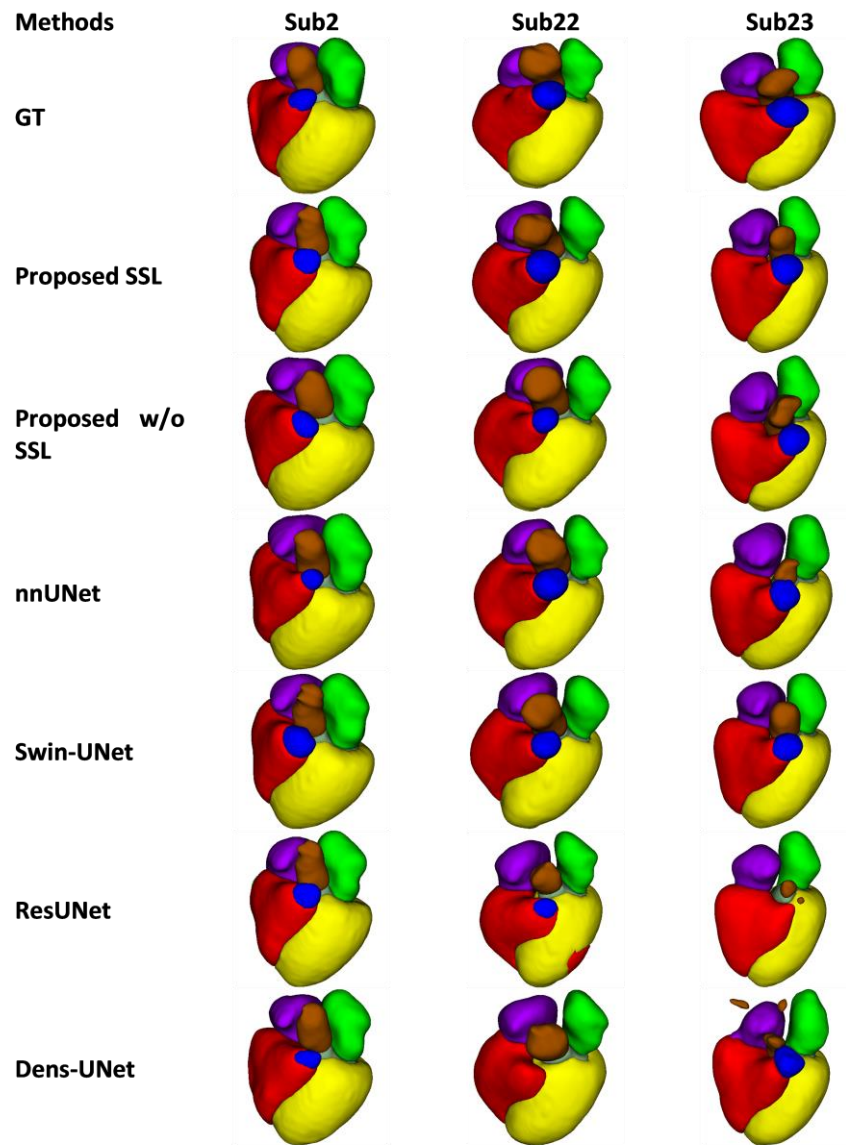 Methods Sub2 Sub22 Sub23
GT
Proposed SSL
Proposed w/o
SSL
nnUNet
Swin-UNet
ResUNet
Dens-UNet